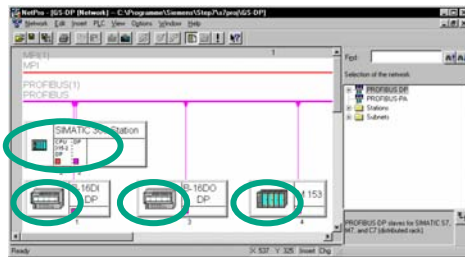 NetPro - [GS-DP (Network) -- C:\Programme\Siemens\Step7\s7proj\GS-DP]
Network Edit Insert PLC View Options Window Help
MPI(1)
MPI
PROFIBUS(1)
PROFIBUS
SIMATIC 300 Station
CPU DP
DP
B-16DI
DP
B-16DO
DP
M 153
1
3
4
1
Find:
Selection of the network
PROFIBUS DP
PROFIBUS-PA
Stations
Subnets
PROFIBUS DP slaves for SIMATIC S7,
M7, and C7 (distributed rack)
Ready
X: 537 Y: 325 Insert Chg